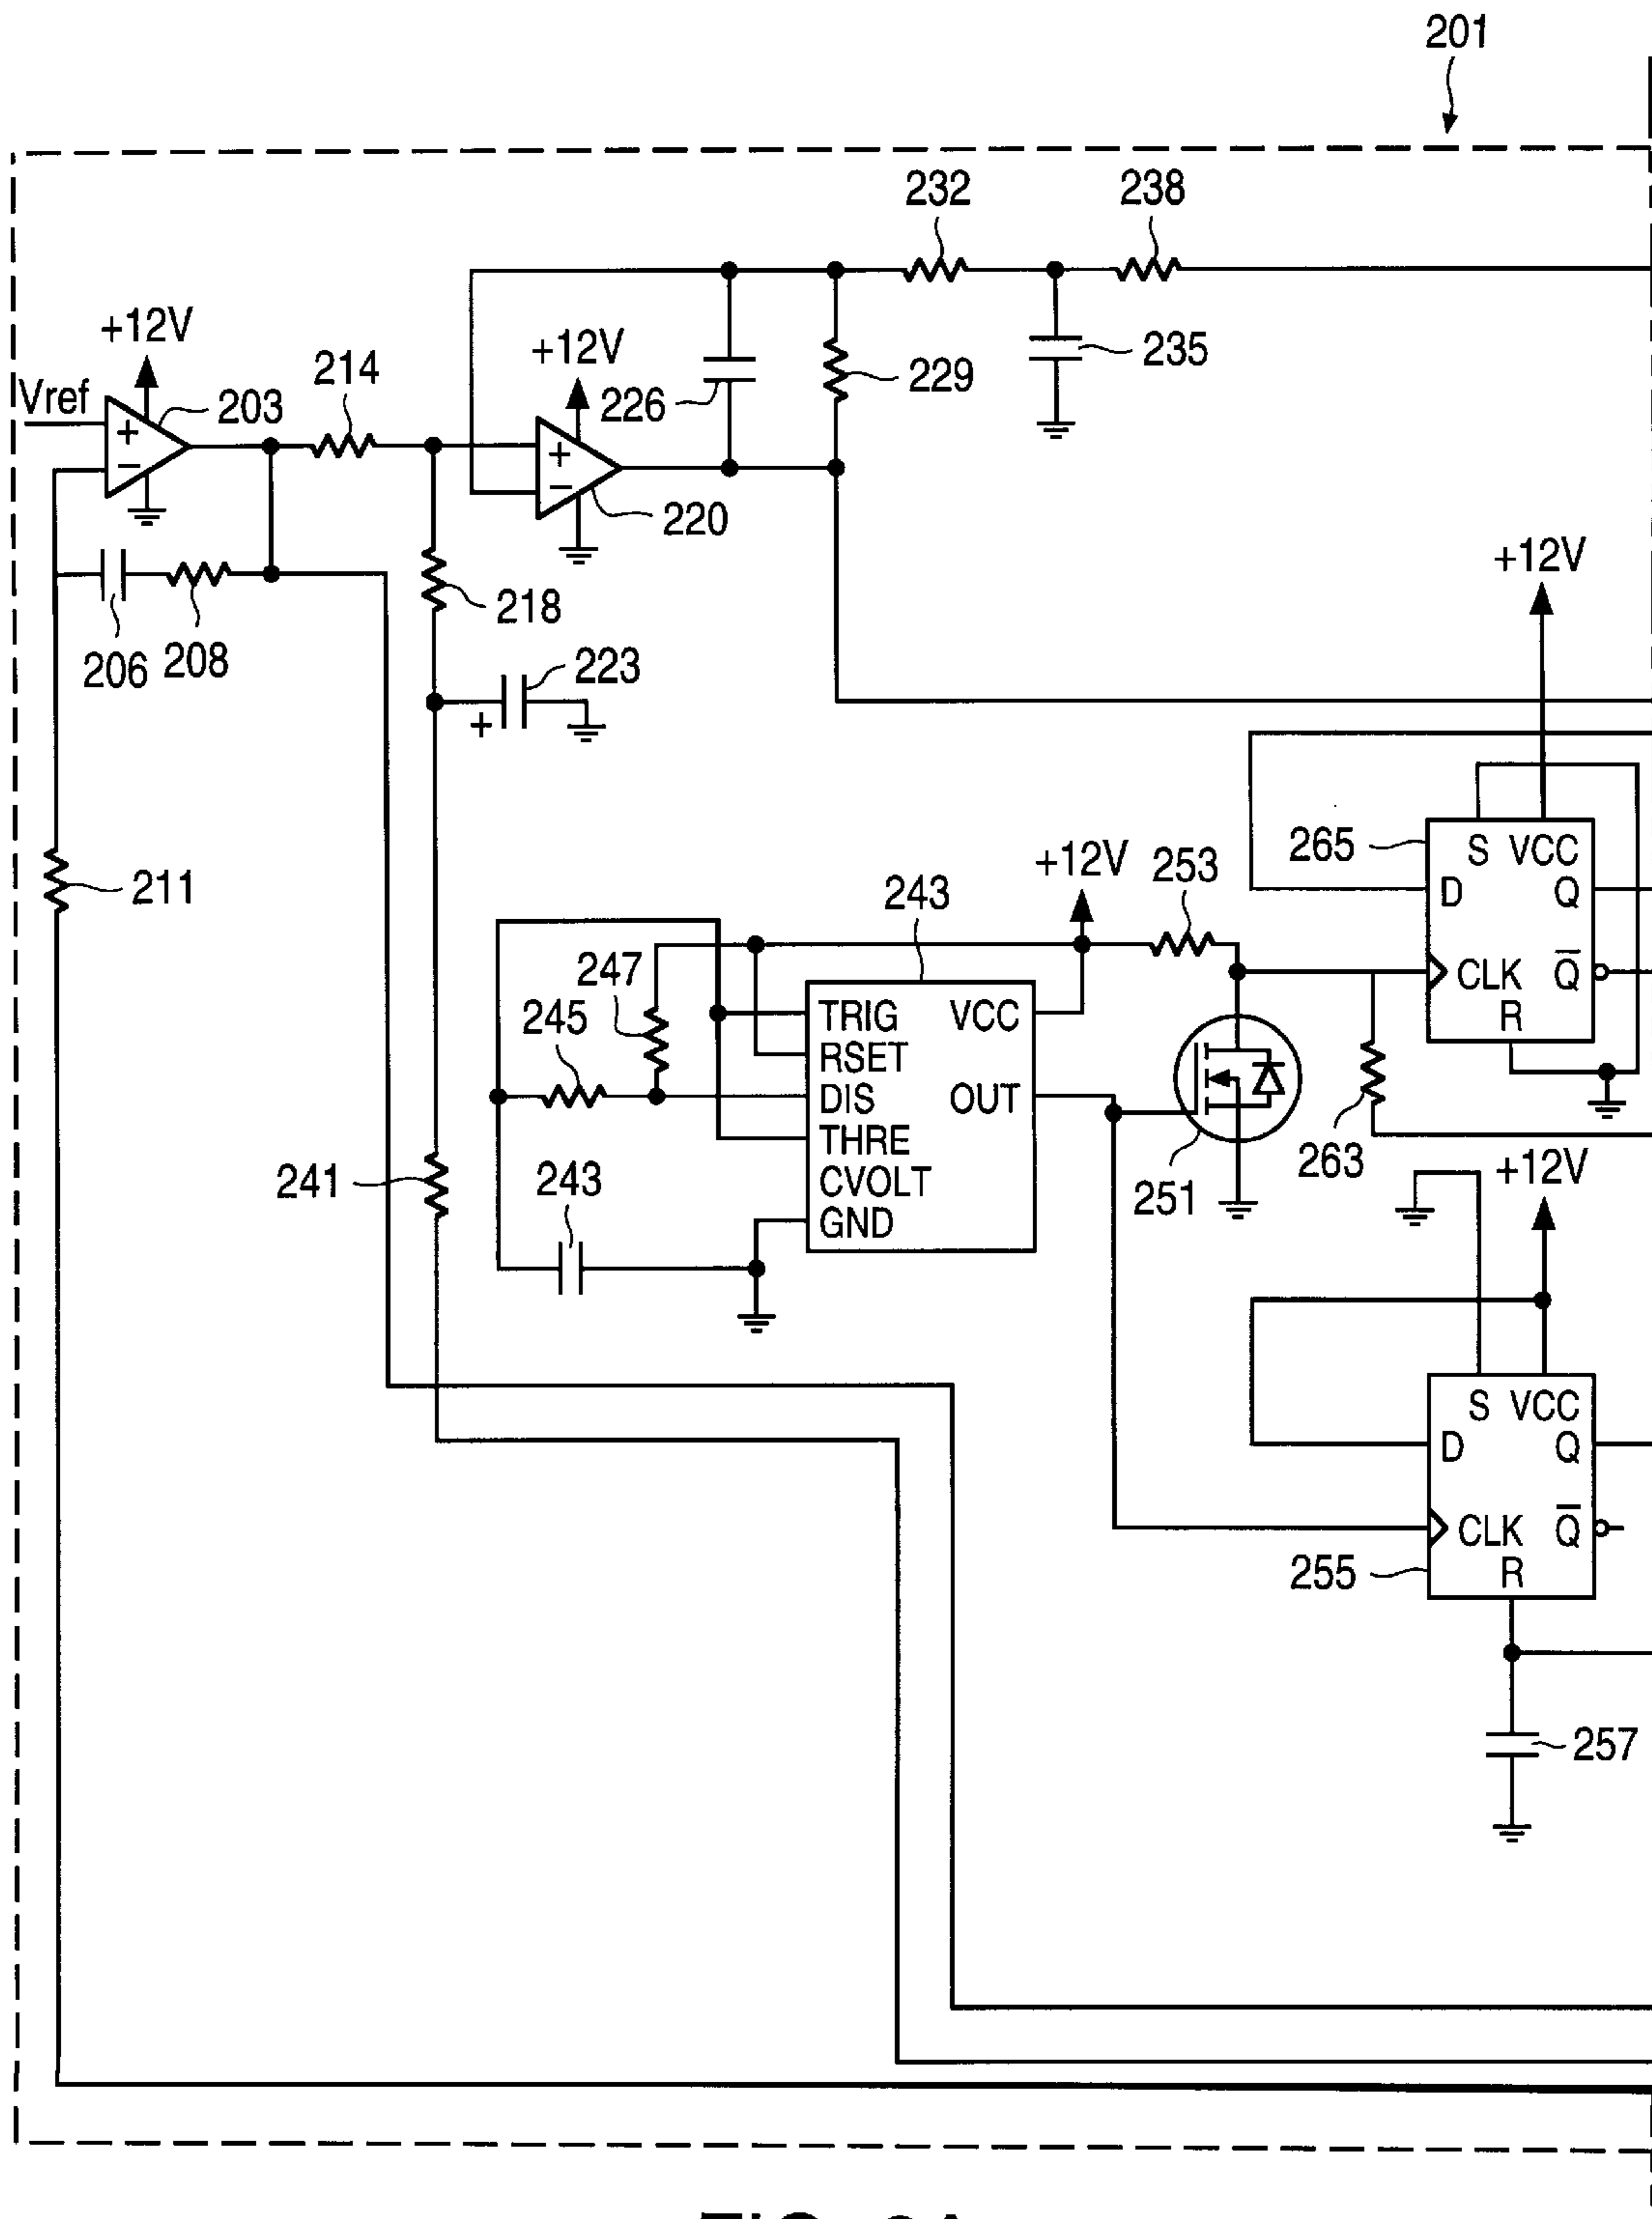 201
232
238
+12V
214
+12V
235
Vref
203
226
229
+
−
+
−
220
+12V
218
206
208
223
+
265
S VCC
+12V
253
211
243
D
Q
247
CLK Q
245
TRIG
VCC
RSET
R
DIS
OUT
THRE
263
+12V
241
243
CVOLT
251
GND
S VCC
D
Q
CLK Q
255
R
257